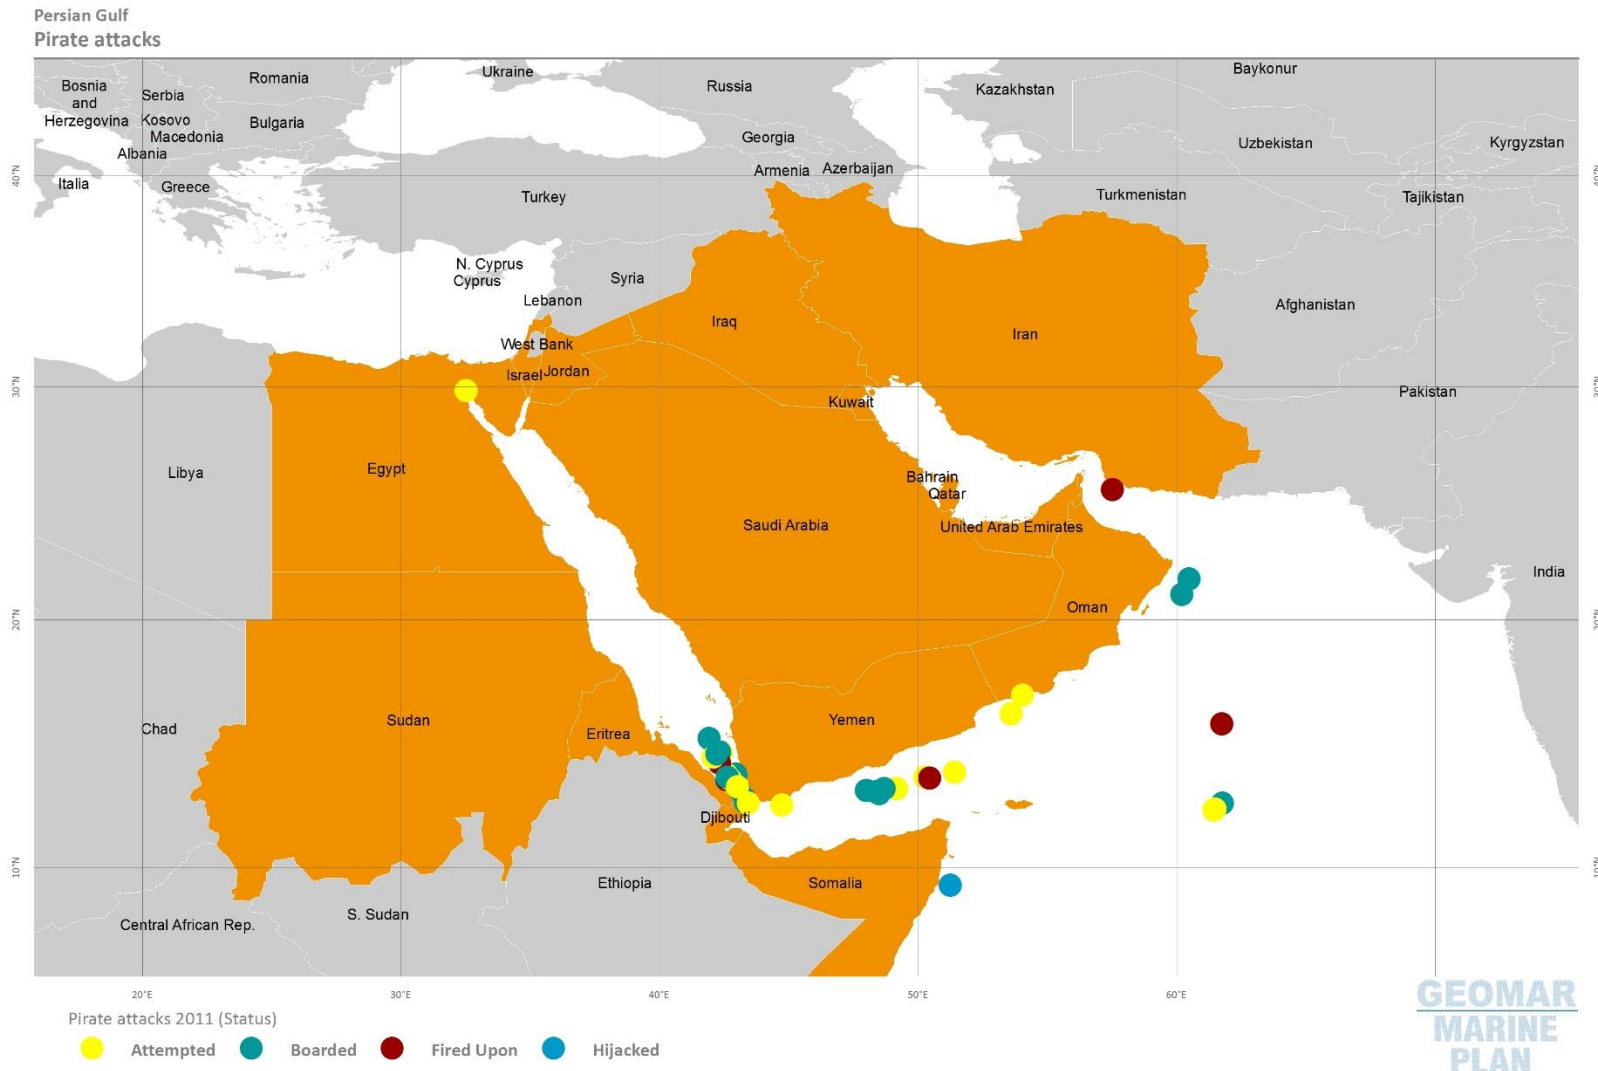 Persian Gulf
Pirate attacks
Romania
Ukraine
Russia
Baykonur
Kazakhstan
Bosnia
and
Herzegovina
Serbia
Kosovo
Macedonia
Albania
Bulgaria
Georgia
Uzbekistan
Kyrgyzstan
Italia
Greece
Turkey
Armenia
Azerbaijan
Turkmenistan
Tajikistan
40°N
N. Cyprus
Cyprus
Syria
Lebanon
Iraq
Iran
Afghanistan
West Bank
Israel
Jordan
Kuwait
Pakistan
30°N
Libya
Egypt
Bahrain
Qatar
Saudi Arabia
United Arab Emirates
India
Oman
20°N
Chad
Sudan
Eritrea
Yemen
Djibouti
10°N
Ethiopia
Somalia
Central African Rep.
S. Sudan
20°E
30°E
40°E
50°E
60°E
Pirate attacks 2011 (Status)
Attempted
Boarded
Fired Upon
Hijacked
GEOMAR
MARINE
PLAN